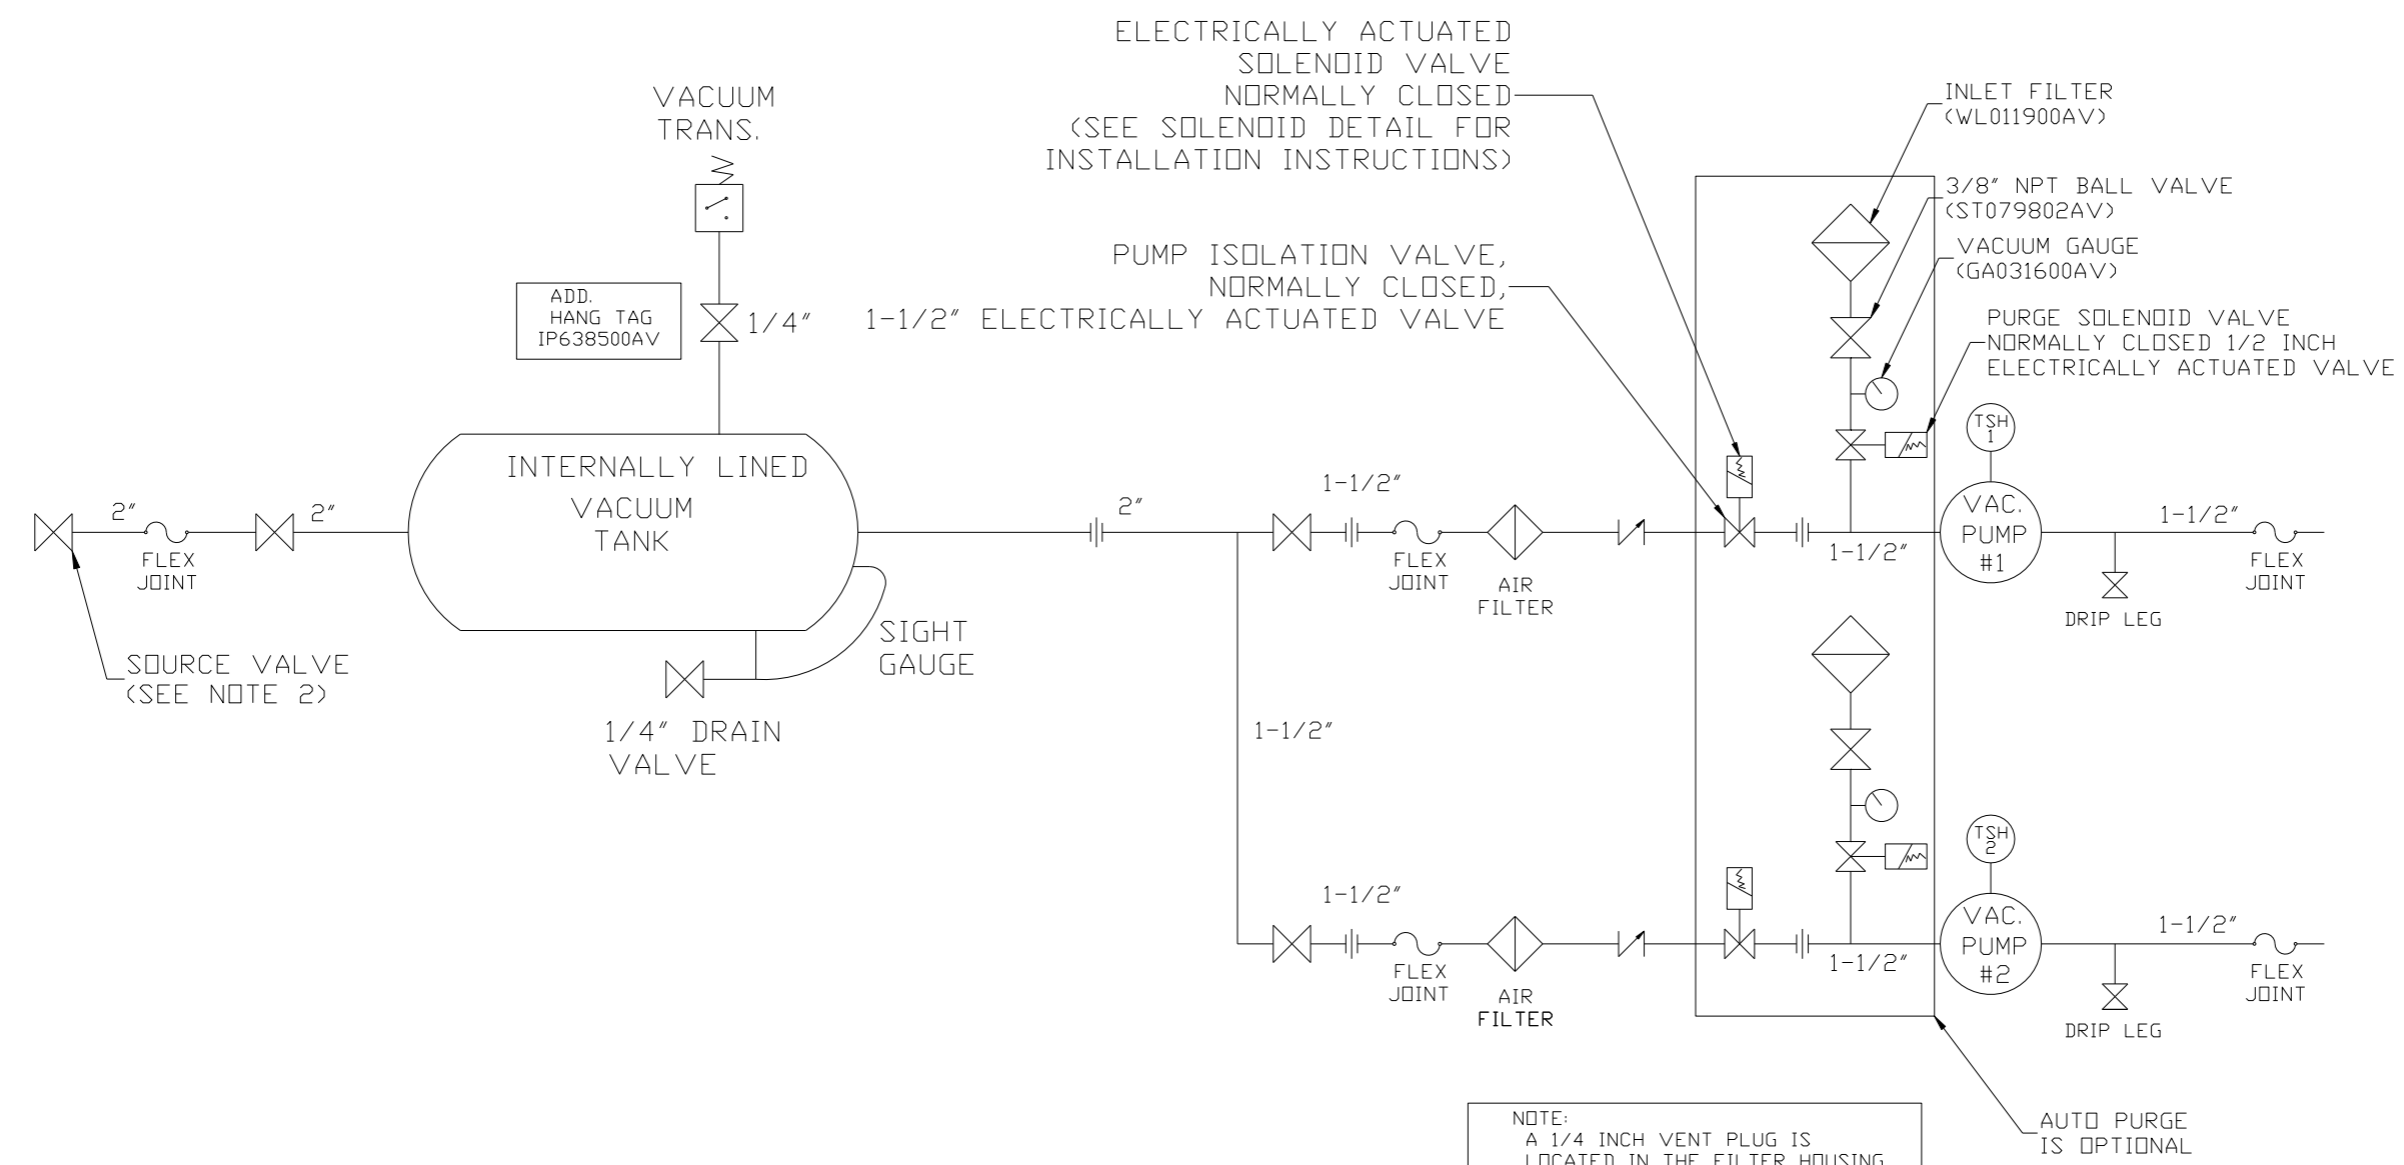 ELECTRICALLY ACTUATED
SOLENOID VALVE
NORMALLY CLOSED
(SEE SOLENOID DETAIL FOR
INSTALLATION INSTRUCTIONS)
VACUUM
TRANS.
INLET FILTER
(WL011900AV)
3/8" NPT BALL VALVE
(ST079802AV)
VACUUM GAUGE
(GA031600AV)
PUMP ISOLATION VALVE,
NORMALLY CLOSED,
1-1/2" ELECTRICALLY ACTUATED VALVE
ADD.
HANG TAG
IP638500AV
1/4"
PURGE SOLENOID VALVE
NORMALLY CLOSED 1/2 INCH
ELECTRICALLY ACTUATED VALVE
TSH
1
INTERNALLY LINED
VACUUM
TANK
2"
FLEX
JOINT
2"
2"
1-1/2"
FLEX
JOINT
AIR
FILTER
1-1/2"
VAC.
PUMP
#1
1-1/2"
FLEX
JOINT
DRIP LEG
SOURCE VALVE
(SEE NOTE 2)
SIGHT
GAUGE
1/4" DRAIN
VALVE
1-1/2"
TSH
2
1-1/2"
FLEX
JOINT
AIR
FILTER
1-1/2"
VAC.
PUMP
#2
1-1/2"
FLEX
JOINT
DRIP LEG
NOTE:
A 1/4 INCH VENT PLUG IS
LOCATED IN THE FILTER HOUSING
AUTO PURGE
IS OPTIONAL